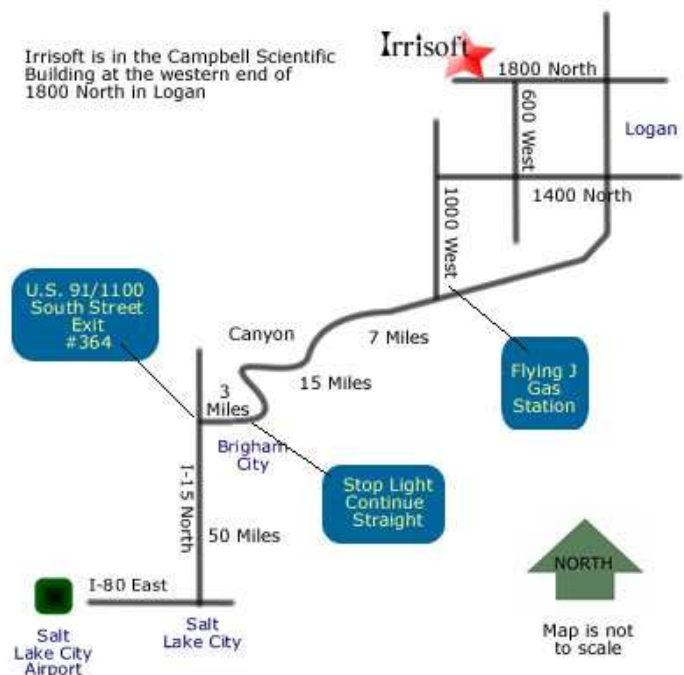 Irrisoft is in the Campbell Scientific
Building at the western end of
1800 North in Logan
Irrisoft
1800 North
600 West
Logan
1400 North
1000 West
U.S. 91/1100
South Street
Exit
#364
Canyon
7 Miles
15 Miles
3
Miles
Flying J
Gas
Station
Brigham
City
Stop Light
Continue
Straight
I-15 North
50 Miles
NORTH
I-80 East
Salt
Lake City
Airport
Salt
Lake City
Map is not
to scale